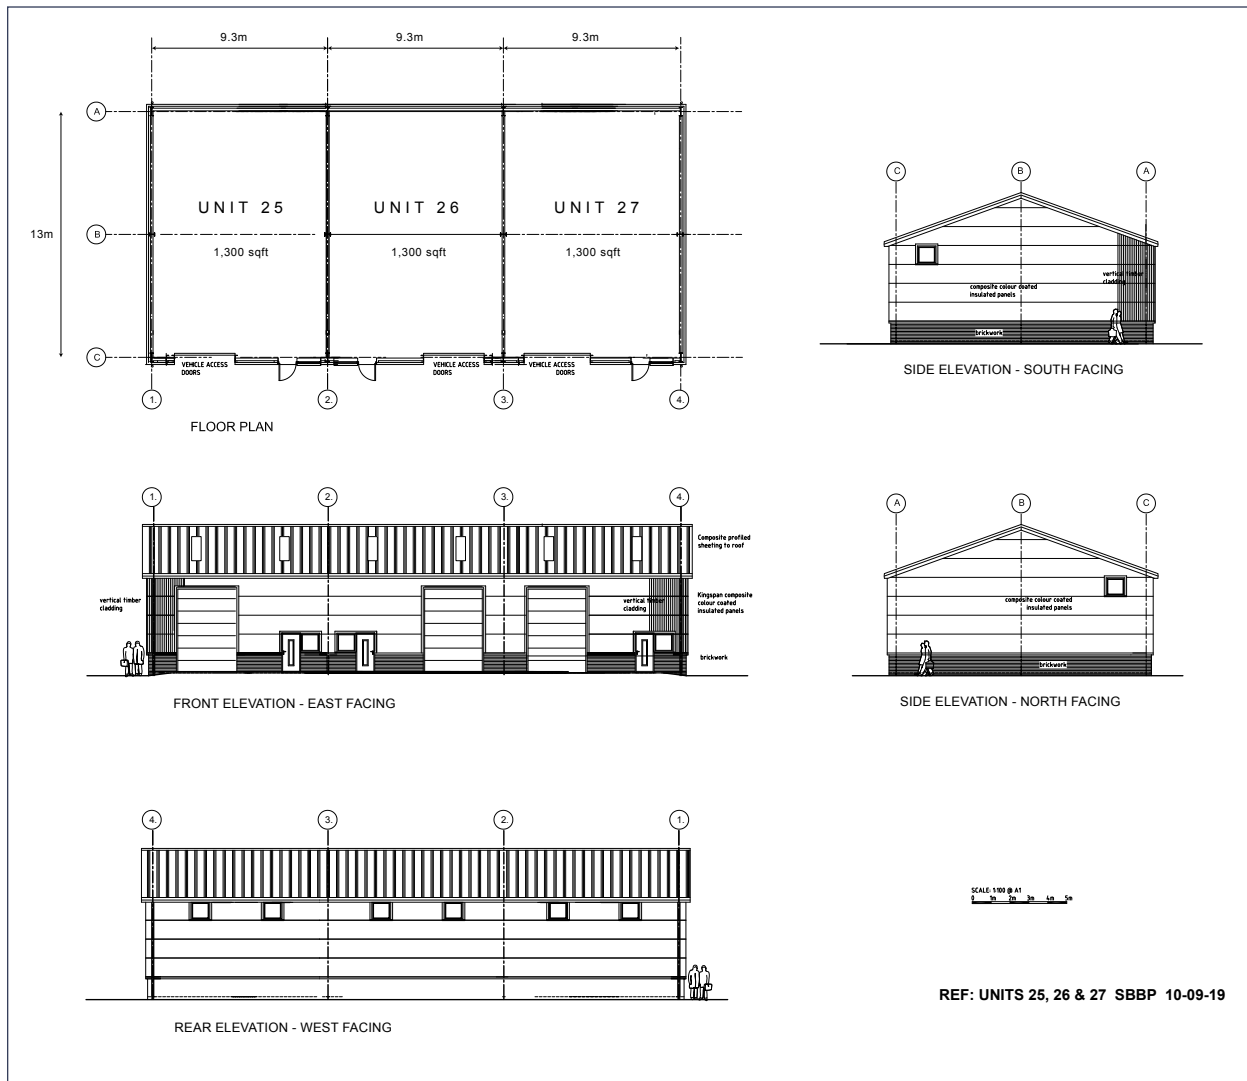 9.3m
9.3m
9.3m
A
13m
B
C
UNIT 25
UNIT 26
UNIT 27
1,300 sqft
1,300 sqft
1,300 sqft
VEHICLE ACCESS
DOORS
VEHICLE ACCESS
DOORS
VEHICLE ACCESS
DOORS
1.
2.
3.
4.
FLOOR PLAN
C
B
A
vertical timber
cladding
composite colour coated
insulated panels
brickwork
SIDE ELEVATION - SOUTH FACING
1.
2.
3.
4.
Composite profiled
sheeting to roof
vertical timber
cladding
vertical timber
cladding
Kingspan composite
colour coated
insulated panels
brickwork
FRONT ELEVATION - EAST FACING
A
B
C
composite colour coated
insulated panels
brickwork
SIDE ELEVATION - NORTH FACING
4.
3.
2.
1.
REAR ELEVATION - WEST FACING
SCALE: 1:100 @ A1
0 1m 2m 3m 4m 5m
REF: UNITS 25, 26 & 27 SBBP 10-09-19